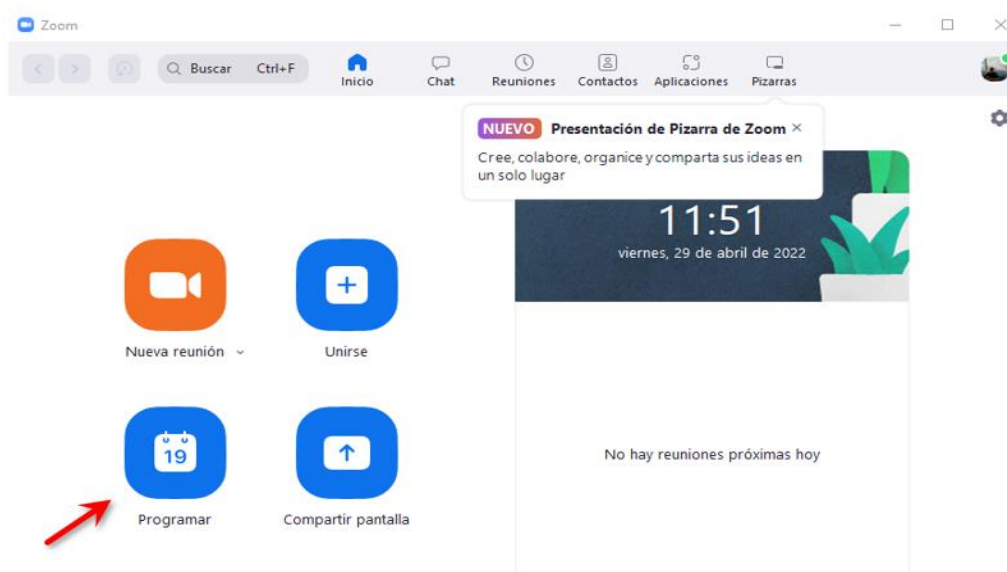 Zoom
Buscar Ctrl+F
Inicio
Chat
Reuniones
Contactos
Aplicaciones
Pizarras
NUEVO Presentación de Pizarra de Zoom
Cree, colabore, organice y comparta sus ideas en
un solo lugar
11:51
viernes, 29 de abril de 2022
Nueva reunión
Unirse
19
Programar
Compartir pantalla
No hay reuniones próximas hoy